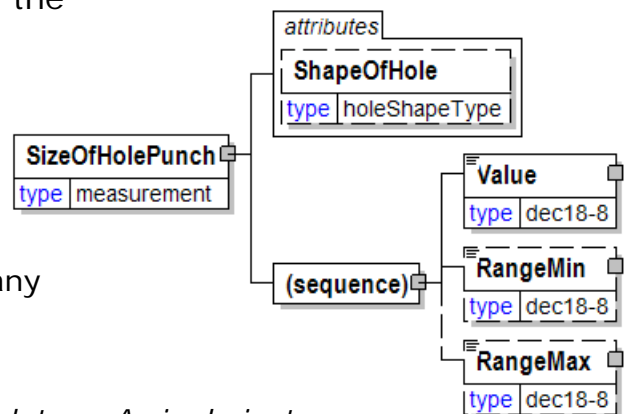 the
attributes
ShapeOfHole
type holeShapeType
SizeOfHolePunch
type measurement
Value
type dec18-8
any
(sequence)
RangeMin
type dec18-8
RangeMax
type dec18-8